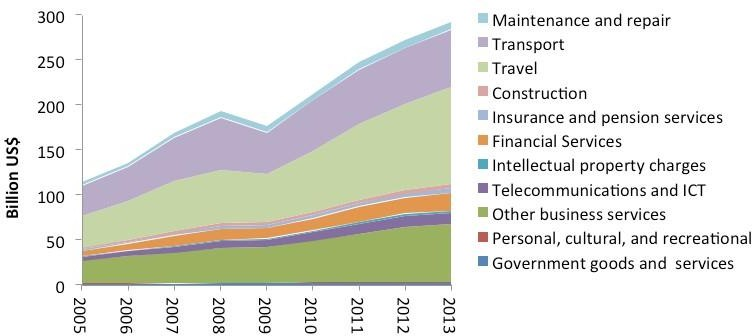 300
250
200
150
100
50
0
Billion US$
2005
2006
2007
2008
2009
2010
2011
2012
2013
Maintenance and repair
Transport
Travel
Construction
Insurance and pension services
Financial Services
Intellectual property charges
Telecommunications and ICT
Other business services
Personal, cultural, and recreational
Government goods and services